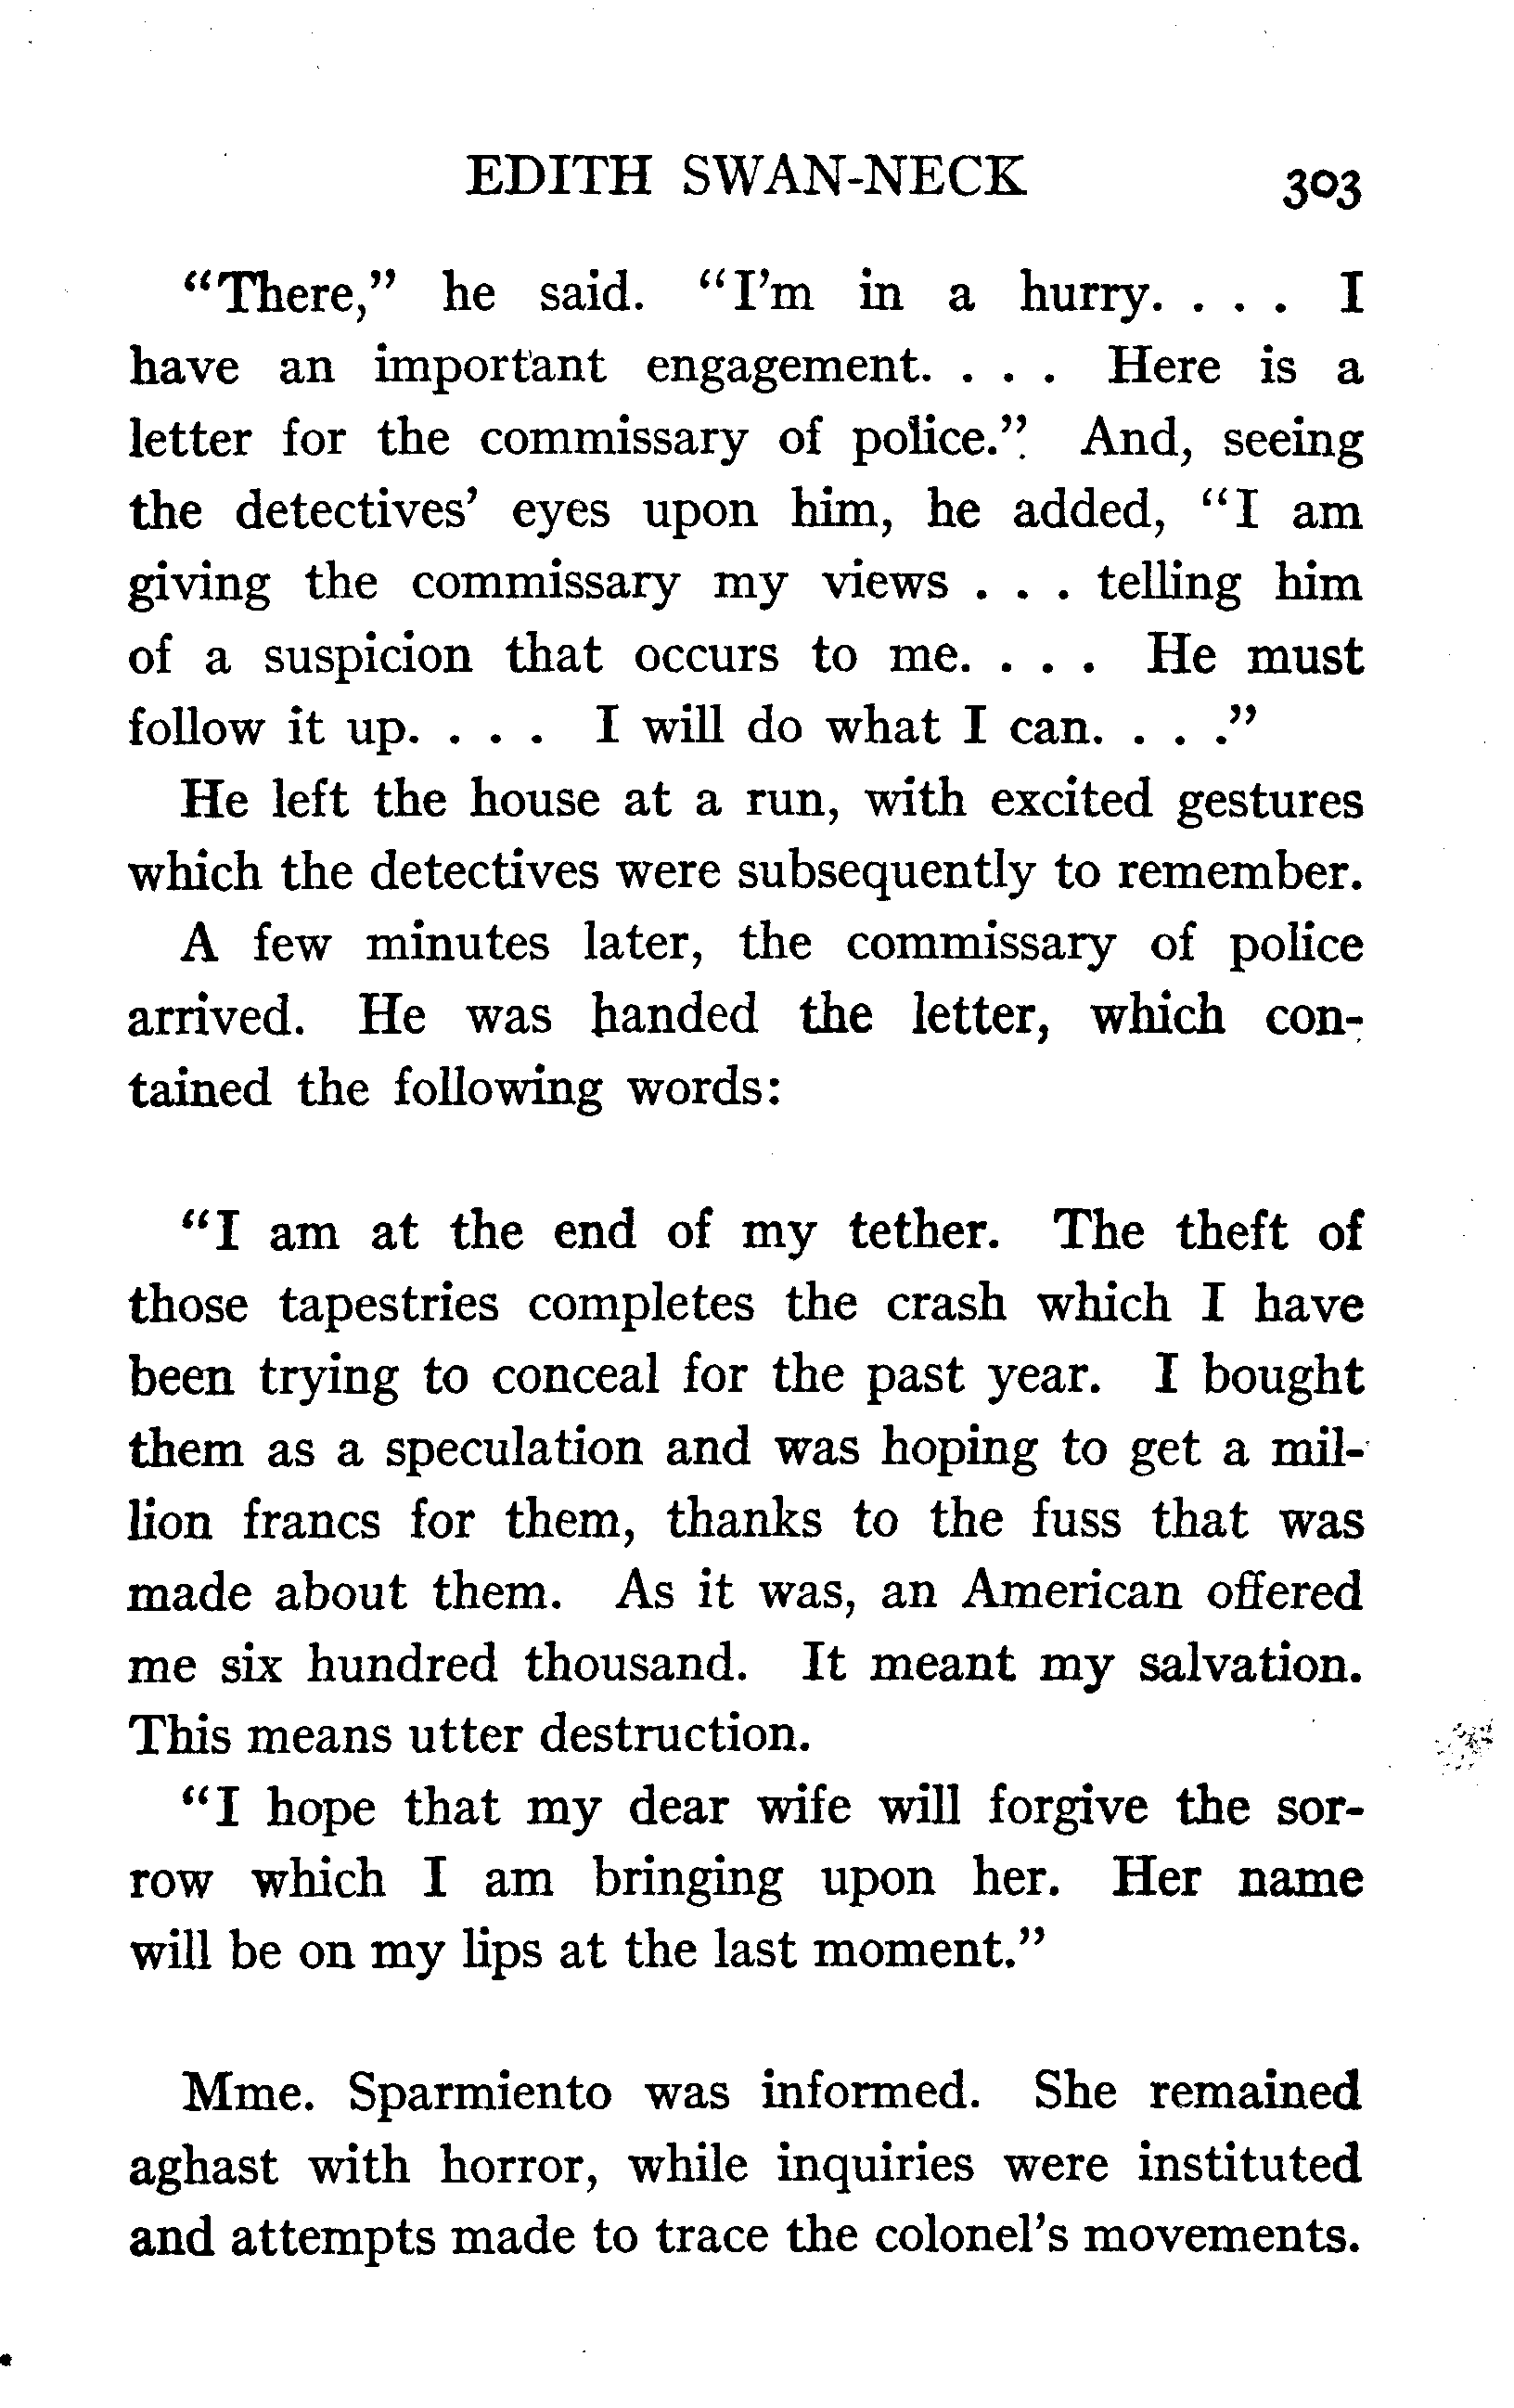 EDITH SWAN-NECK 303
“There,” he said. “I’m in a hurry. . . . I
have an important engagement. . . . Here is a
letter for the commissary of police.” And, seeing
the detectives’ eyes upon him, he added, “I am
giving the commissary my views . . . telling him
of a suspicion that occurs to me. . . . He must
follow it up. . . . I will do what I can. . . .”
He left the house at a run, with excited gestures
which the detectives were subsequently to remember.
A few minutes later, the commissary of police
arrived. He was handed the letter, which con-
tained the following words:
“I am at the end of my tether. The theft of
those tapestries completes the crash which I have
been trying to conceal for the past year. I bought
them as a speculation and was hoping to get a mil-
lion francs for them, thanks to the fuss that was
made about them. As it was, an American offered
me six hundred thousand. It meant my salvation.
This means utter destruction.
“I hope that my dear wife will forgive the sor-
row which I am bringing upon her. Her name
will be on my lips at the last moment.”
Mme. Sparmiento was informed. She remained
aghast with horror, while inquiries were instituted
and attempts made to trace the colonel’s movements.